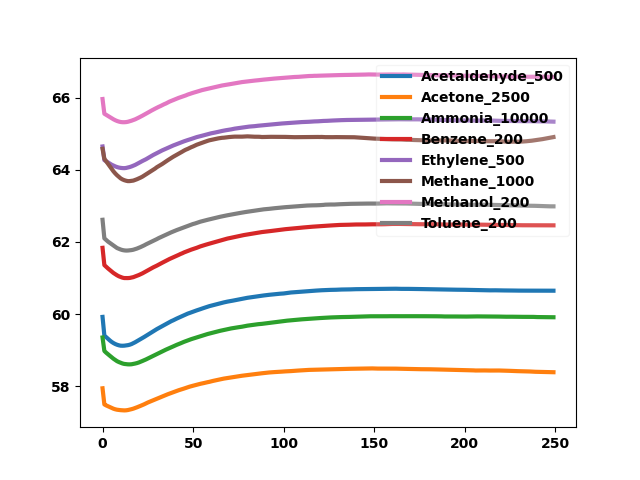 66
64
62
60
58
0 50 100 150 200 250
Acetaldehyde_500
Acetone_2500
Ammonia_10000
Benzene_200
Ethylene_500
Methane_1000
Methanol_200
Toluene_200